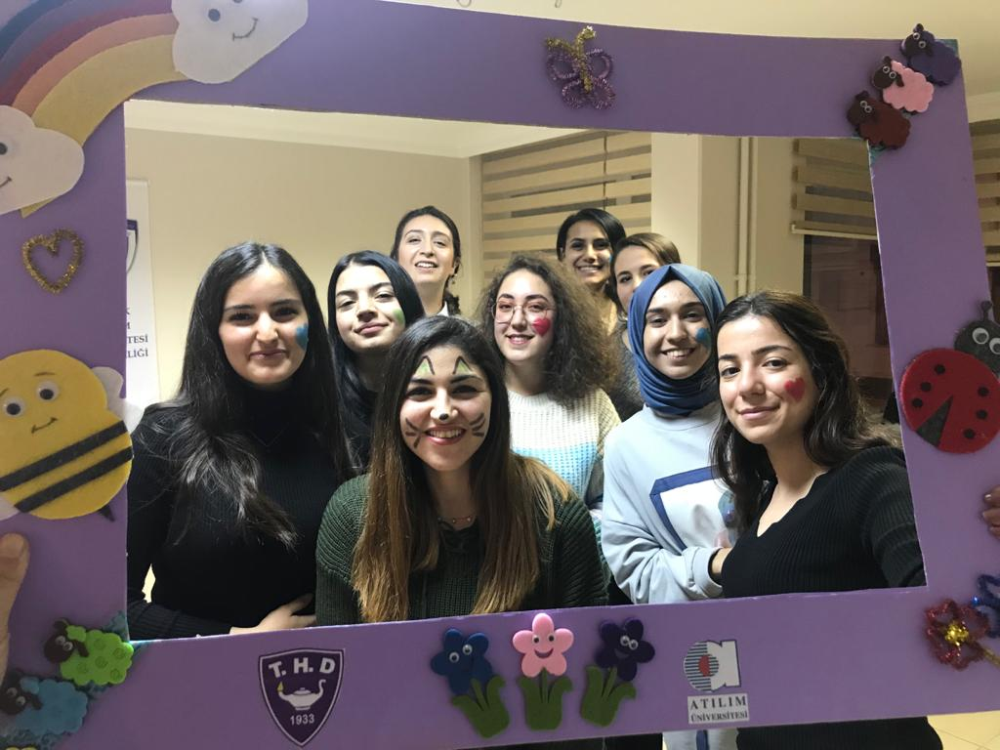 T.H.D
1933
ATILIM
ÜNİVERSİTESİ